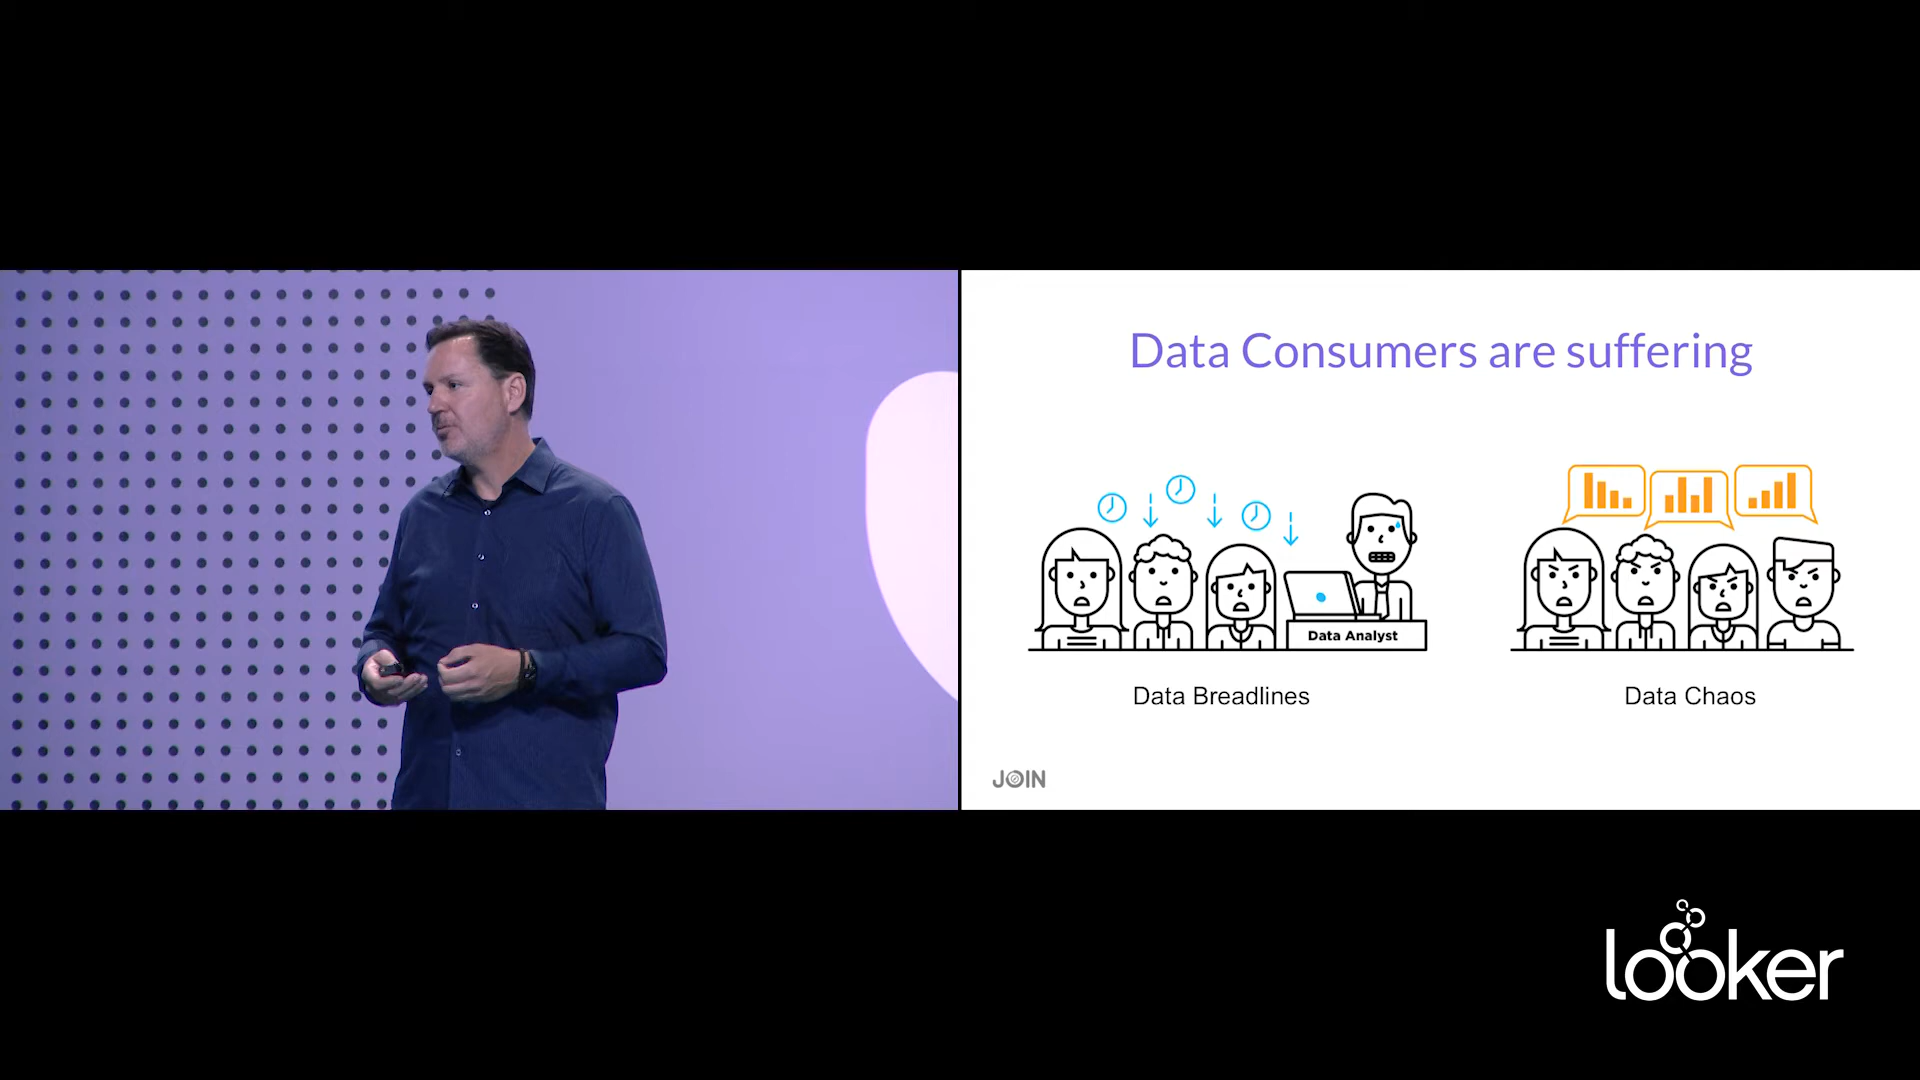 Data Consumers are suffering
Data Analyst
Data Breadlines
Data Chaos
JOIN
looker